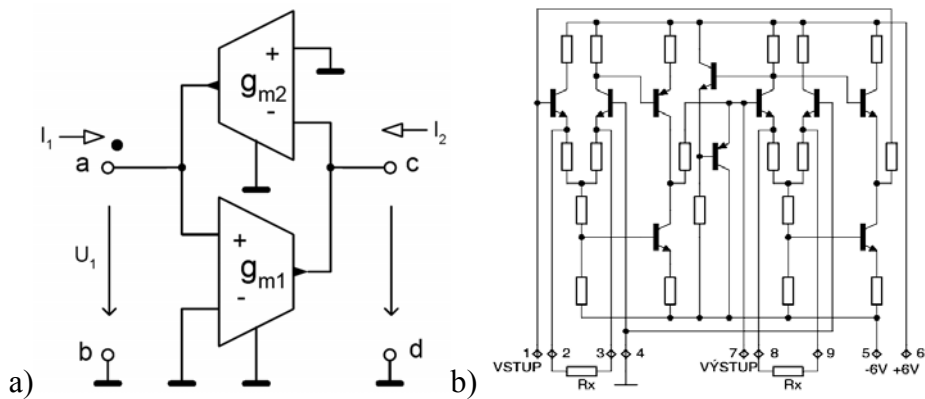 a)
g_m2
+
-
I_1
I_2
a
c
U_1
+
g_m1
-
b
d
b)
1 2 3 4 7 8 9 5 6
VSTUP VÝSTUP -6V +6V
Rx Rx